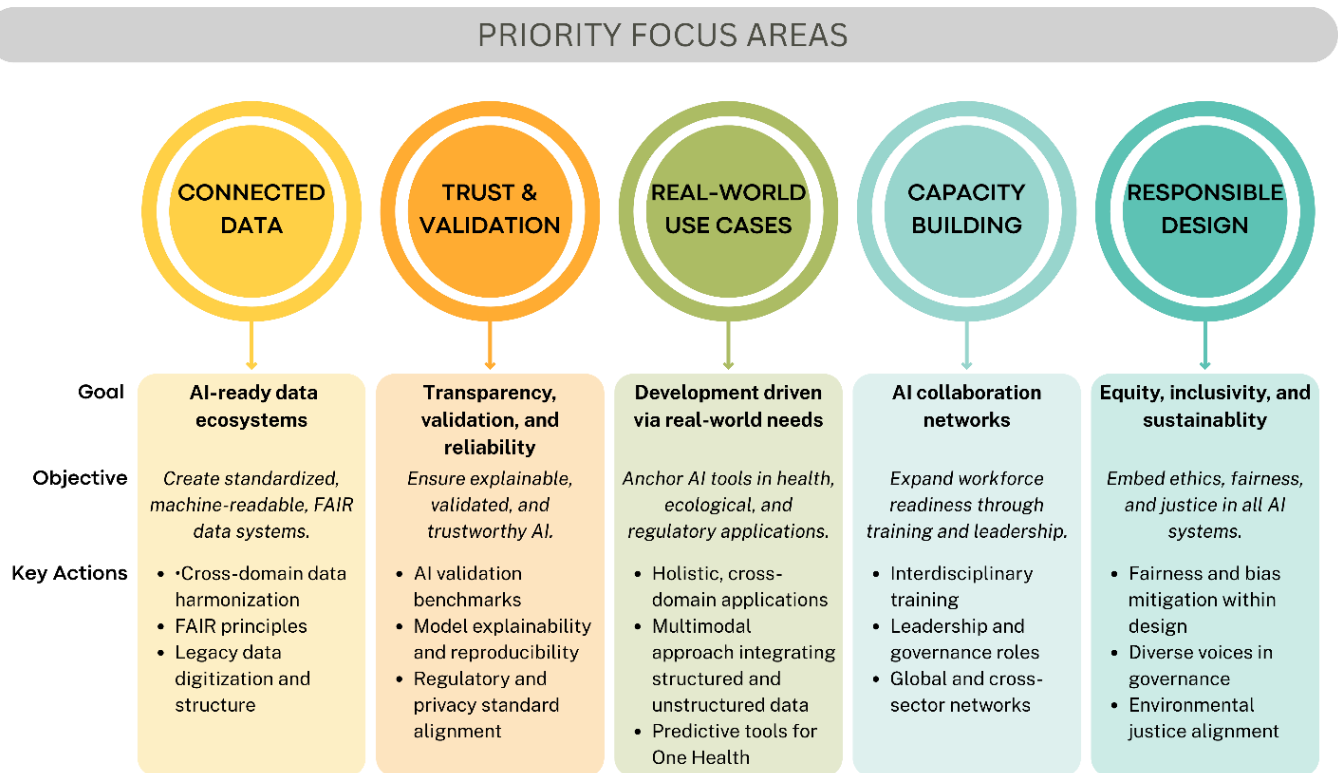 PRIORITY FOCUS AREAS
CONNECTED
DATA
TRUST &
VALIDATION
REAL-WORLD
USE CASES
CAPACITY
BUILDING
RESPONSIBLE
DESIGN
Goal
AI-ready data
ecosystems
Transparency,
validation, and
reliability
Development driven
via real-world needs
AI collaboration
networks
Equity, inclusivity, and
sustainablity
Objective
Create standardized,
machine-readable, FAIR
data systems.
Ensure explainable,
validated, and
trustworthy AI.
Anchor AI tools in health,
ecological, and
regulatory applications.
Expand workforce
readiness through
training and leadership.
Embed ethics, fairness,
and justice in all AI
systems.
Key Actions
• •Cross-domain data
harmonization
• FAIR principles
• Legacy data
digitization and
structure
• AI validation
benchmarks
• Model explainability
and reproducibility
• Regulatory and
privacy standard
alignment
• Holistic, cross-
domain applications
• Multimodal
approach integrating
structured and
unstructured data
• Predictive tools for
One Health
• Interdisciplinary
training
• Leadership and
governance roles
• Global and cross-
sector networks
• Fairness and bias
mitigation within
design
• Diverse voices in
governance
• Environmental
justice alignment